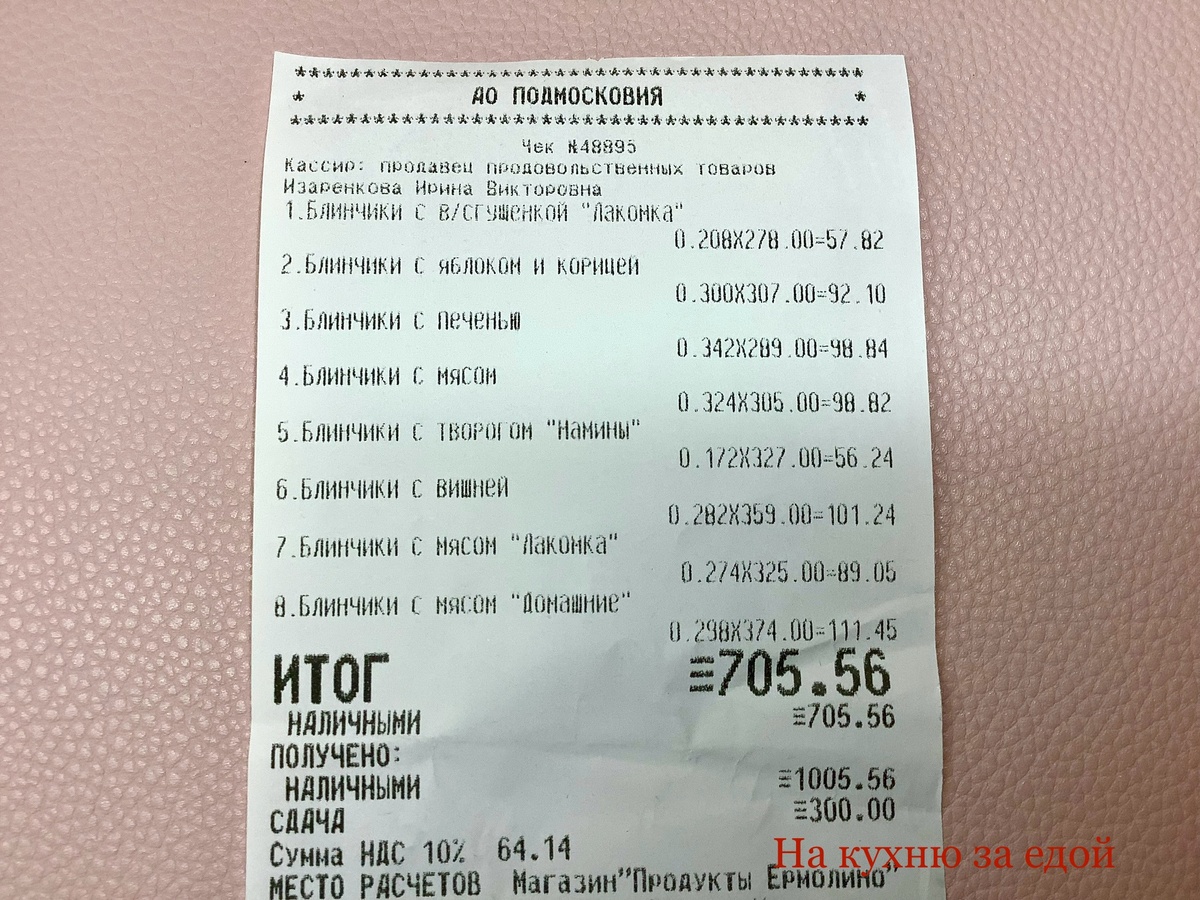 ****************************************
* АО ПОДМОСКОВИЯ *
****************************************
Чек №48895
Кассир: продавец продовольственных товаров
Изаренкова Ирина Викторовна
1.Блинчики с в/сгущенкой "Лакомка"
0.208X278.00=57.82
2.Блинчики с яблоком и корицей
0.300X307.00=92.10
3.Блинчики с печенью
0.342X289.00=98.84
4.Блинчики с мясом
0.324X305.00=98.82
5.Блинчики с творогом "Мамины"
0.172X327.00=56.24
6.Блинчики с вишней
0.282X359.00=101.24
7.Блинчики с мясом "Лакомка"
0.274X325.00=89.05
8.Блинчики с мясом "Домашние"
0.298X374.00=111.45
ИТОГ ≡705.56
НАЛИЧНЫМИ ≡705.56
ПОЛУЧЕНО:
НАЛИЧНЫМИ ≡1005.56
СДАЧА ≡300.00
Сумма НДС 10% 64.14
МЕСТО РАСЧЕТОВ Магазин"Продукты Ермолино"
На кухню за едой